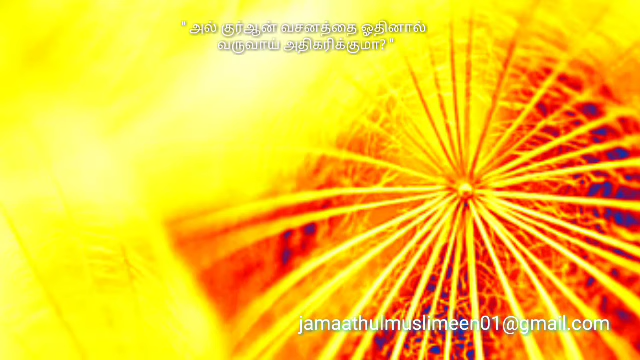 " அல் குர்ஆன் வசனத்தை ஓதினால்
வருவாய் அதிகரிக்குமா? "
jamaathulmuslimeen01@gmail.com